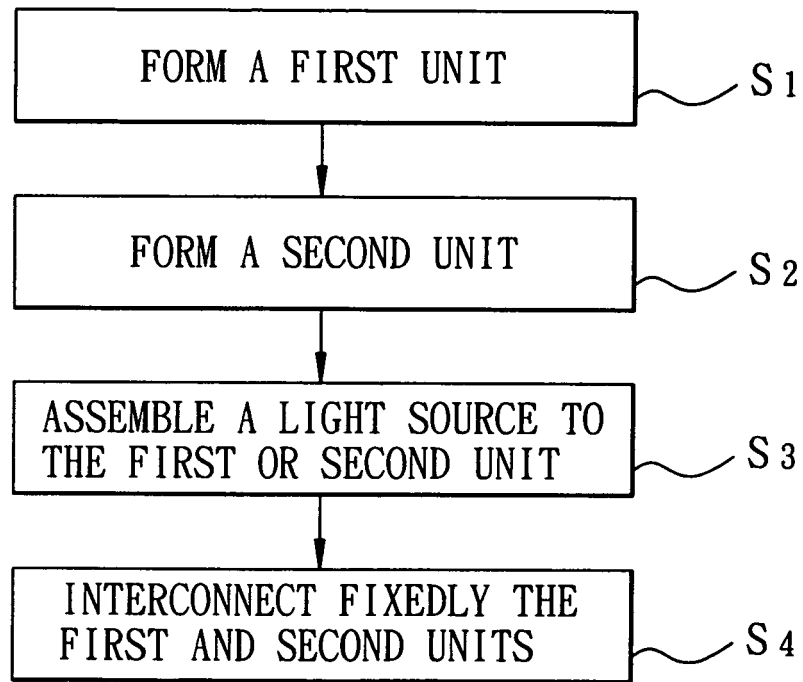 FORM A FIRST UNIT
S1
FORM A SECOND UNIT
S2
ASSEMBLE A LIGHT SOURCE TO
THE FIRST OR SECOND UNIT
S3
INTERCONNECT FIXEDLY THE
FIRST AND SECOND UNITS
S4